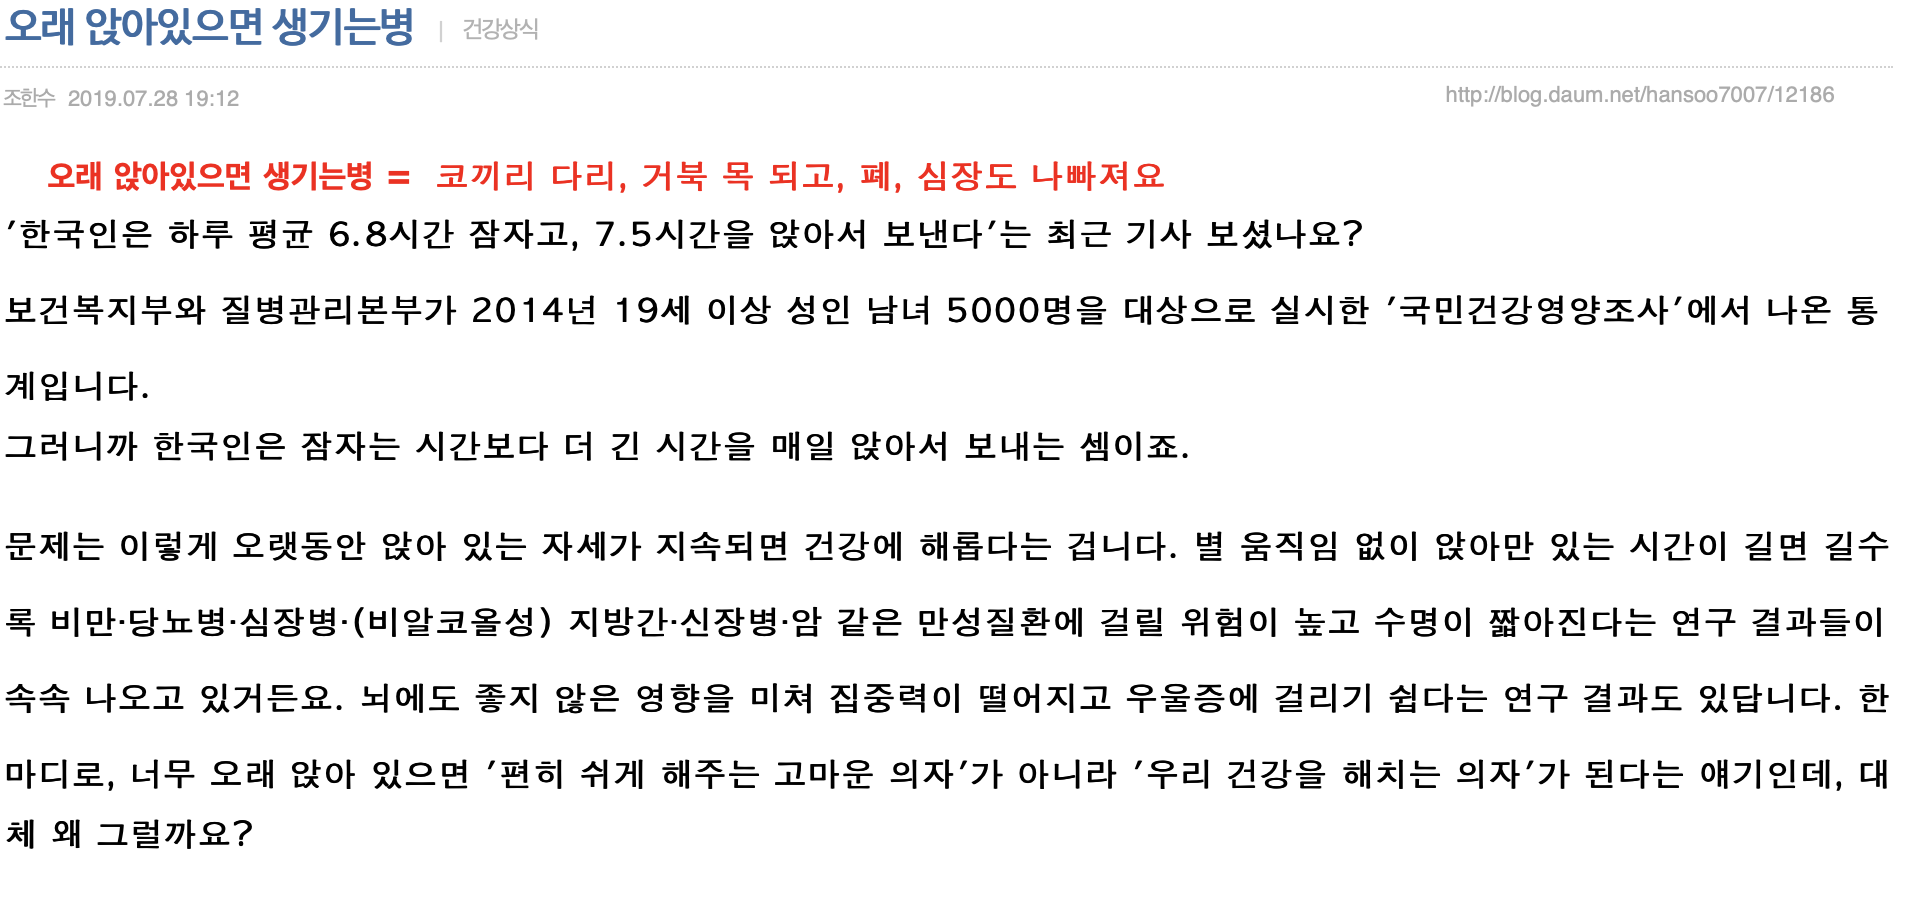 오래 앉아있으면 생기는병 | 건강상식
조한수 2019.07.28 19:12 http://blog.daum.net/hansoo7007/12186
오래 앉아있으면 생기는병 = 코끼리 다리, 거북 목 되고, 폐, 심장도 나빠져요
'한국인은 하루 평균 6.8시간 잠자고, 7.5시간을 앉아서 보낸다'는 최근 기사 보셨나요?
보건복지부와 질병관리본부가 2014년 19세 이상 성인 남녀 5000명을 대상으로 실시한 '국민건강영양조사'에서 나온 통
계입니다.
그러니까 한국인은 잠자는 시간보다 더 긴 시간을 매일 앉아서 보내는 셈이죠.
문제는 이렇게 오랫동안 앉아 있는 자세가 지속되면 건강에 해롭다는 겁니다. 별 움직임 없이 앉아만 있는 시간이 길면 길수
록 비만·당뇨병·심장병·(비알코올성) 지방간·신장병·암 같은 만성질환에 걸릴 위험이 높고 수명이 짧아진다는 연구 결과들이
속속 나오고 있거든요. 뇌에도 좋지 않은 영향을 미쳐 집중력이 떨어지고 우울증에 걸리기 쉽다는 연구 결과도 있답니다. 한
마디로, 너무 오래 앉아 있으면 '편히 쉬게 해주는 고마운 의자'가 아니라 '우리 건강을 해치는 의자'가 된다는 얘기인데, 대
체 왜 그럴까요?